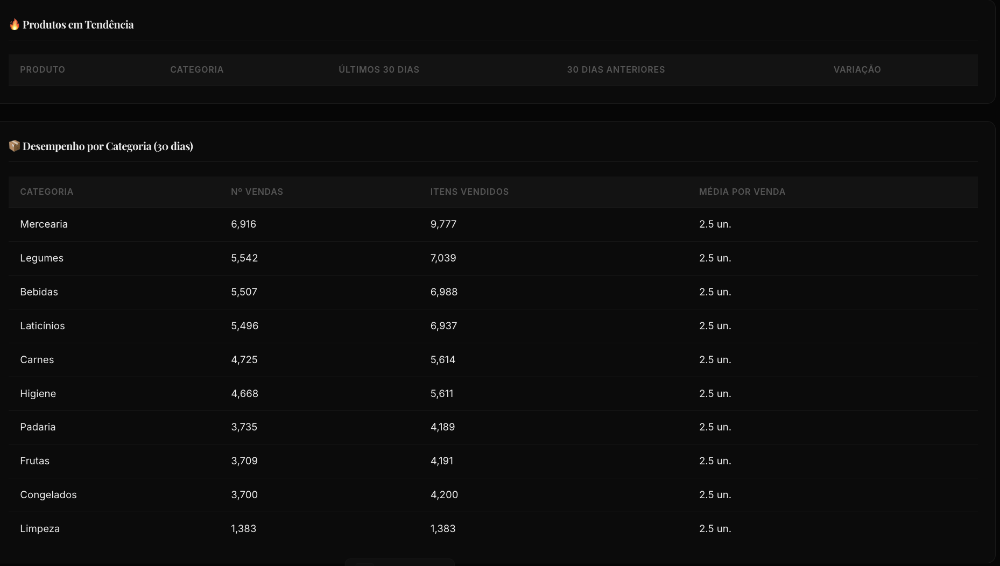 🔥 Produtos em Tendência
PRODUTO CATEGORIA ÚLTIMOS 30 DIAS 30 DIAS ANTERIORES VARIAÇÃO
📦 Desempenho por Categoria (30 dias)
CATEGORIA Nº VENDAS ITENS VENDIDOS MÉDIA POR VENDA
Mercearia 6,916 9,777 2.5 un.
Legumes 5,542 7,039 2.5 un.
Bebidas 5,507 6,988 2.5 un.
Laticínios 5,496 6,937 2.5 un.
Carnes 4,725 5,614 2.5 un.
Higiene 4,668 5,611 2.5 un.
Padaria 3,735 4,189 2.5 un.
Frutas 3,709 4,191 2.5 un.
Congelados 3,700 4,200 2.5 un.
Limpeza 1,383 1,383 2.5 un.